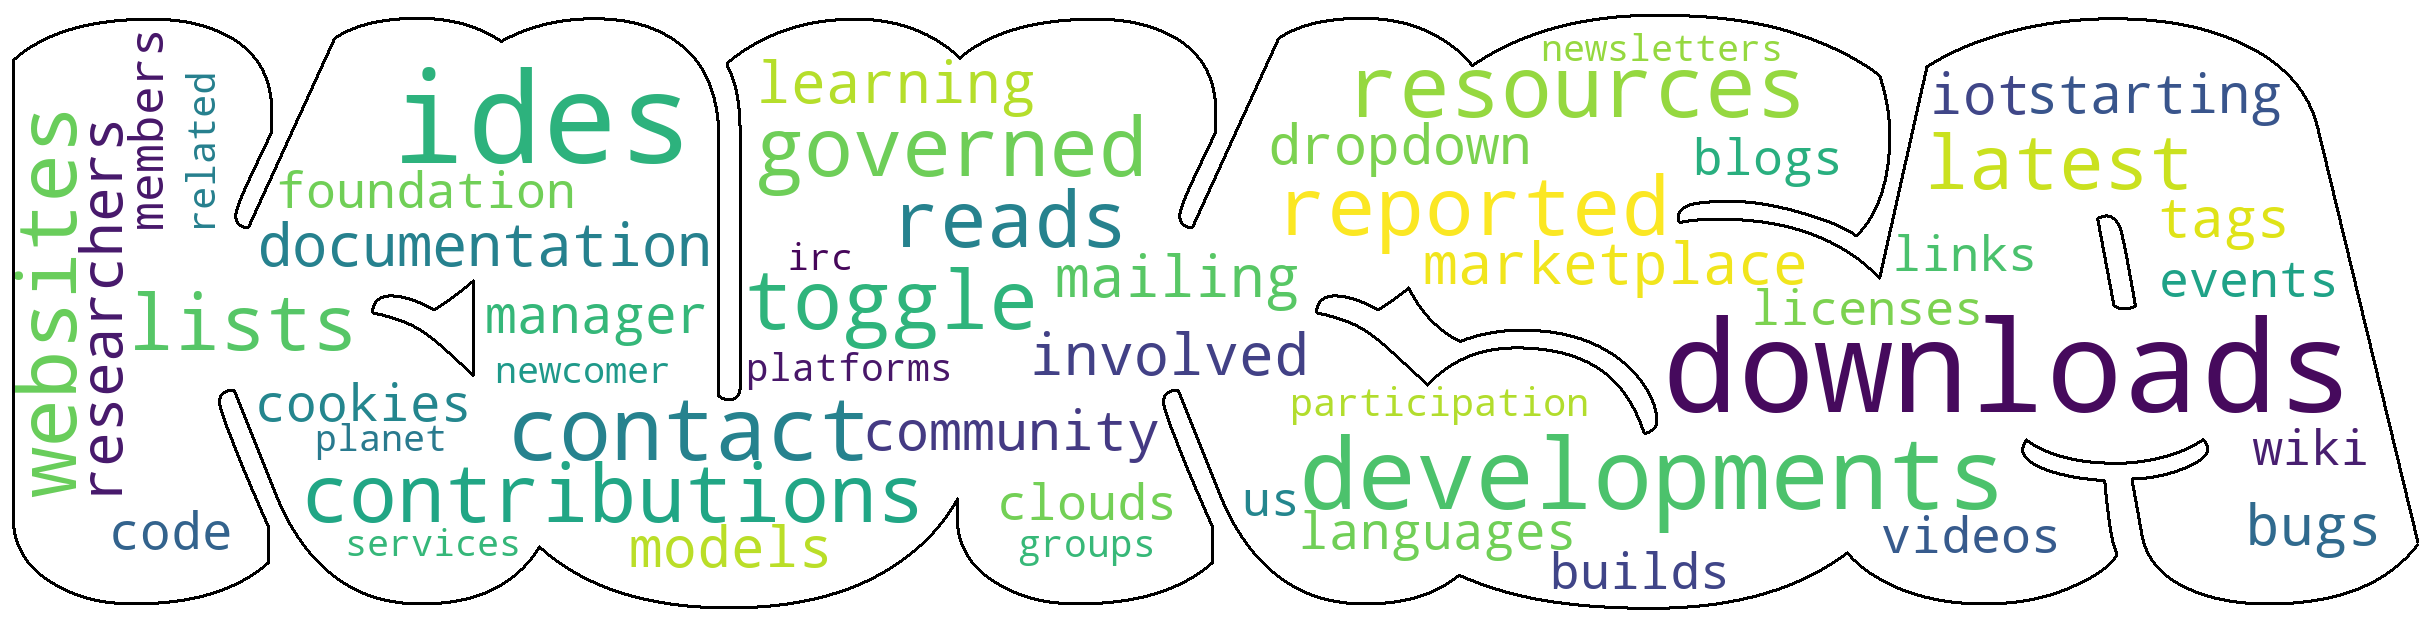 websites
researchers
members
related
lists
code
ides
foundation
documentation
manager
newcomer
cookies
planet
contact
contributions
services
models
learning
governed
reads
irc
toggle
mailing
platforms
involved
community
clouds
groups
newsletters
resources
dropdown
blogs
reported
marketplace
licenses
participation
developments
us
languages
builds
iot
starting
latest
tags
links
events
downloads
wiki
videos
bugs